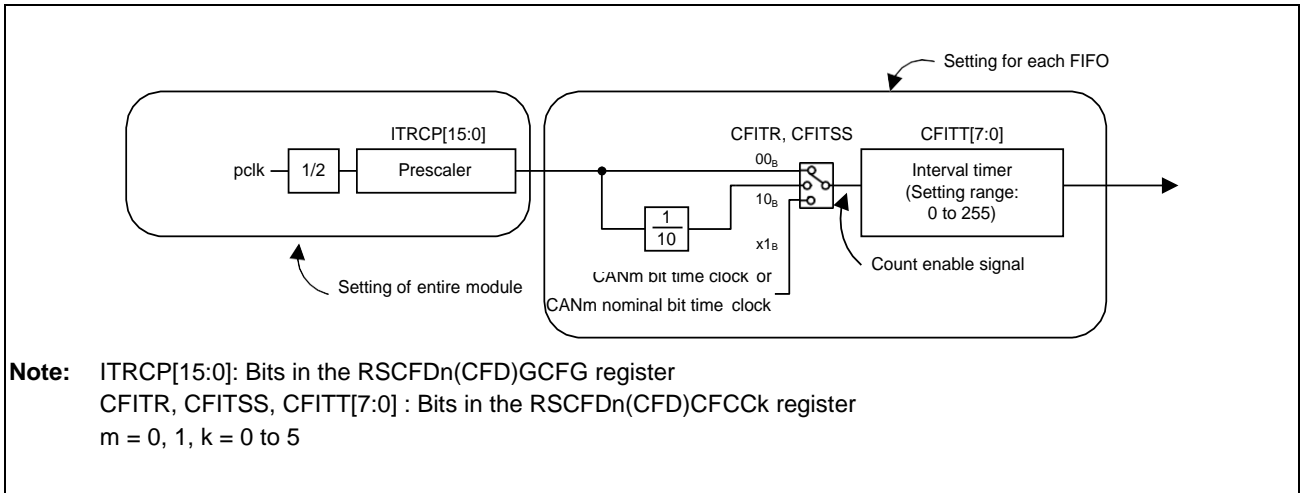 Setting for each FIFO
ITRCP[15:0]
CFITR, CFITSS
CFITT[7:0]
pclk
1/2
Prescaler
00B
10B
x1B
1
10
Interval timer
(Setting range:
0 to 255)
Count enable signal
Setting of entire module
CANm bit time clock or
CANm nominal bit time clock
Note: ITRCP[15:0]: Bits in the RSCFDn(CFD)GCFG register
CFITR, CFITSS, CFITT[7:0] : Bits in the RSCFDn(CFD)CFCCk register
m = 0, 1, k = 0 to 5